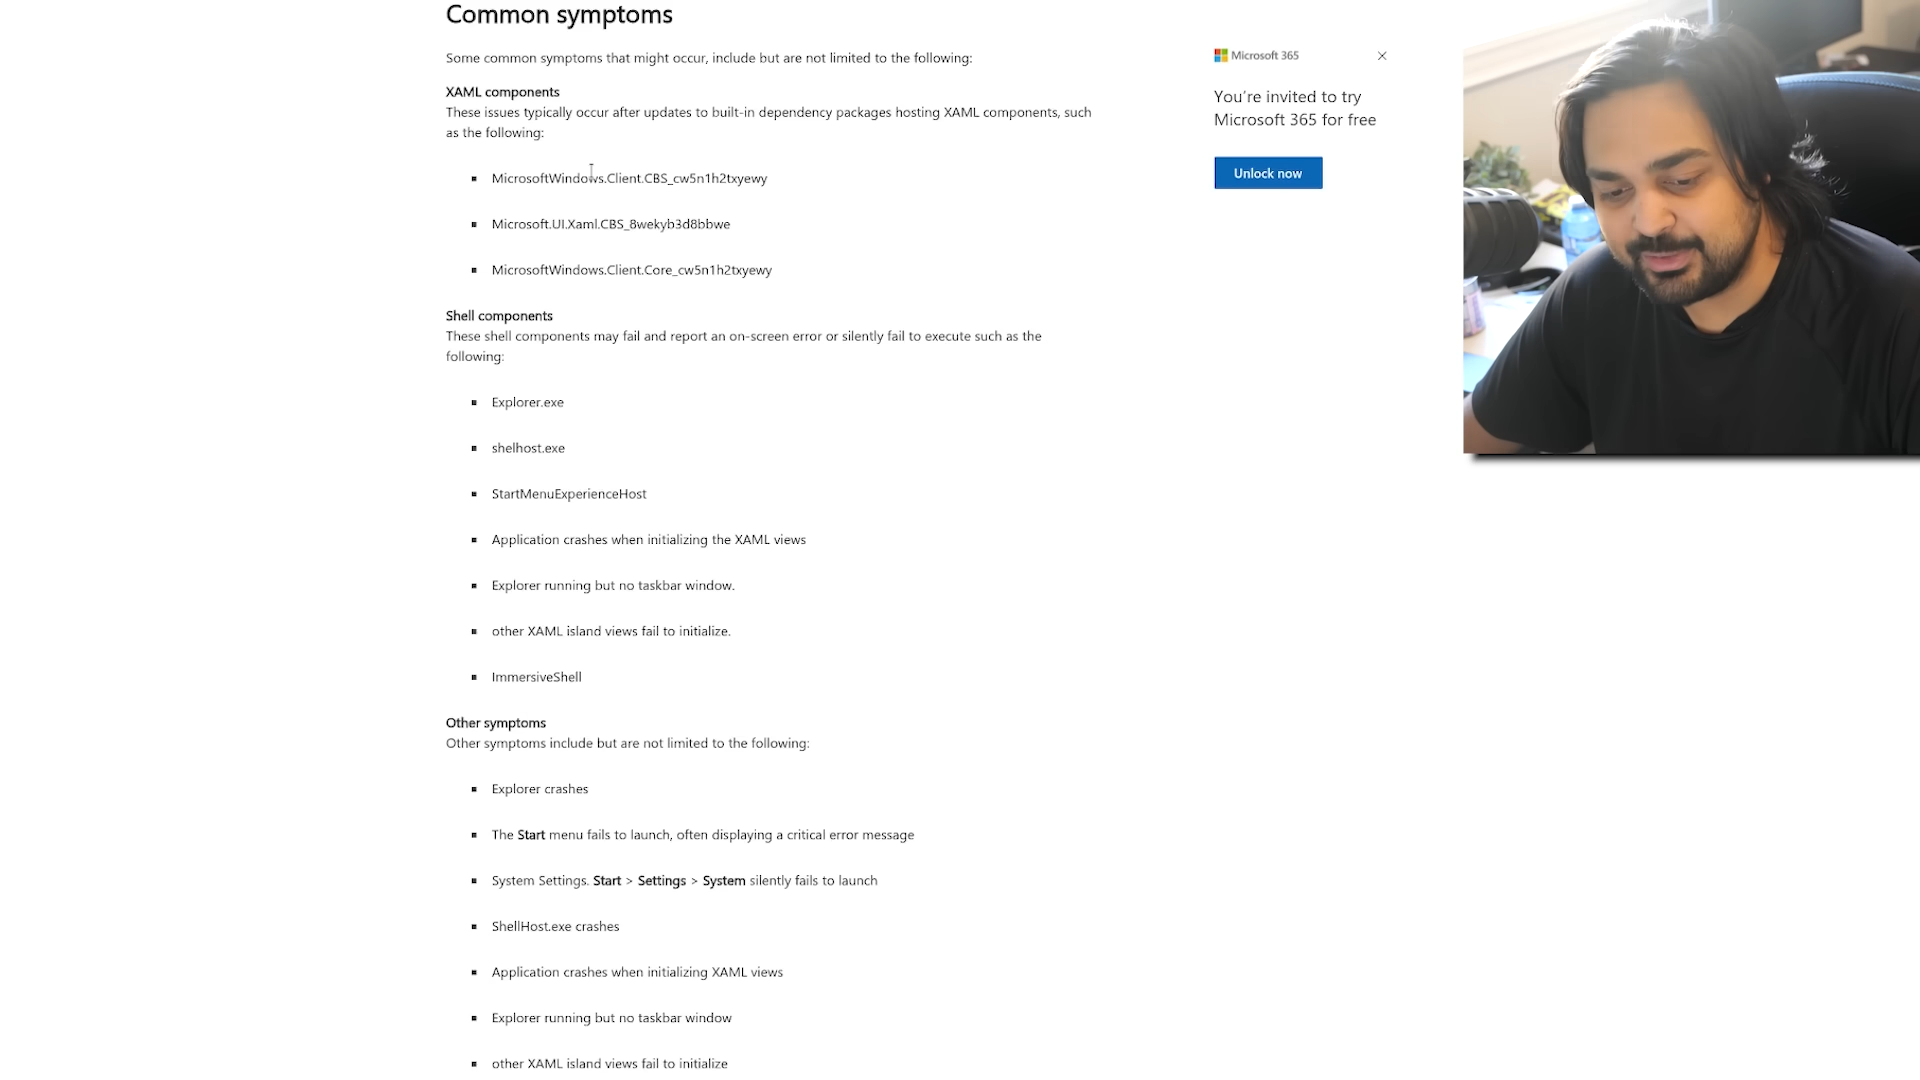 Common symptoms
Some common symptoms that might occur, include but are not limited to the following:
XAML components
These issues typically occur after updates to built-in dependency packages hosting XAML components, such
as the following:
MicrosoftWindows.Client.CBS_cw5n1h2txyewy
Microsoft.UI.Xaml.CBS_8wekyb3d8bbwe
MicrosoftWindows.Client.Core_cw5n1h2txyewy
Shell components
These shell components may fail and report an on-screen error or silently fail to execute such as the
following:
Explorer.exe
shelhost.exe
StartMenuExperienceHost
Application crashes when initializing the XAML views
Explorer running but no taskbar window.
other XAML island views fail to initialize.
ImmersiveShell
Other symptoms
Other symptoms include but are not limited to the following:
Explorer crashes
The Start menu fails to launch, often displaying a critical error message
System Settings. Start > Settings > System silently fails to launch
ShellHost.exe crashes
Application crashes when initializing XAML views
Explorer running but no taskbar window
other XAML island views fail to initialize
Microsoft 365
You're invited to try
Microsoft 365 for free
Unlock now